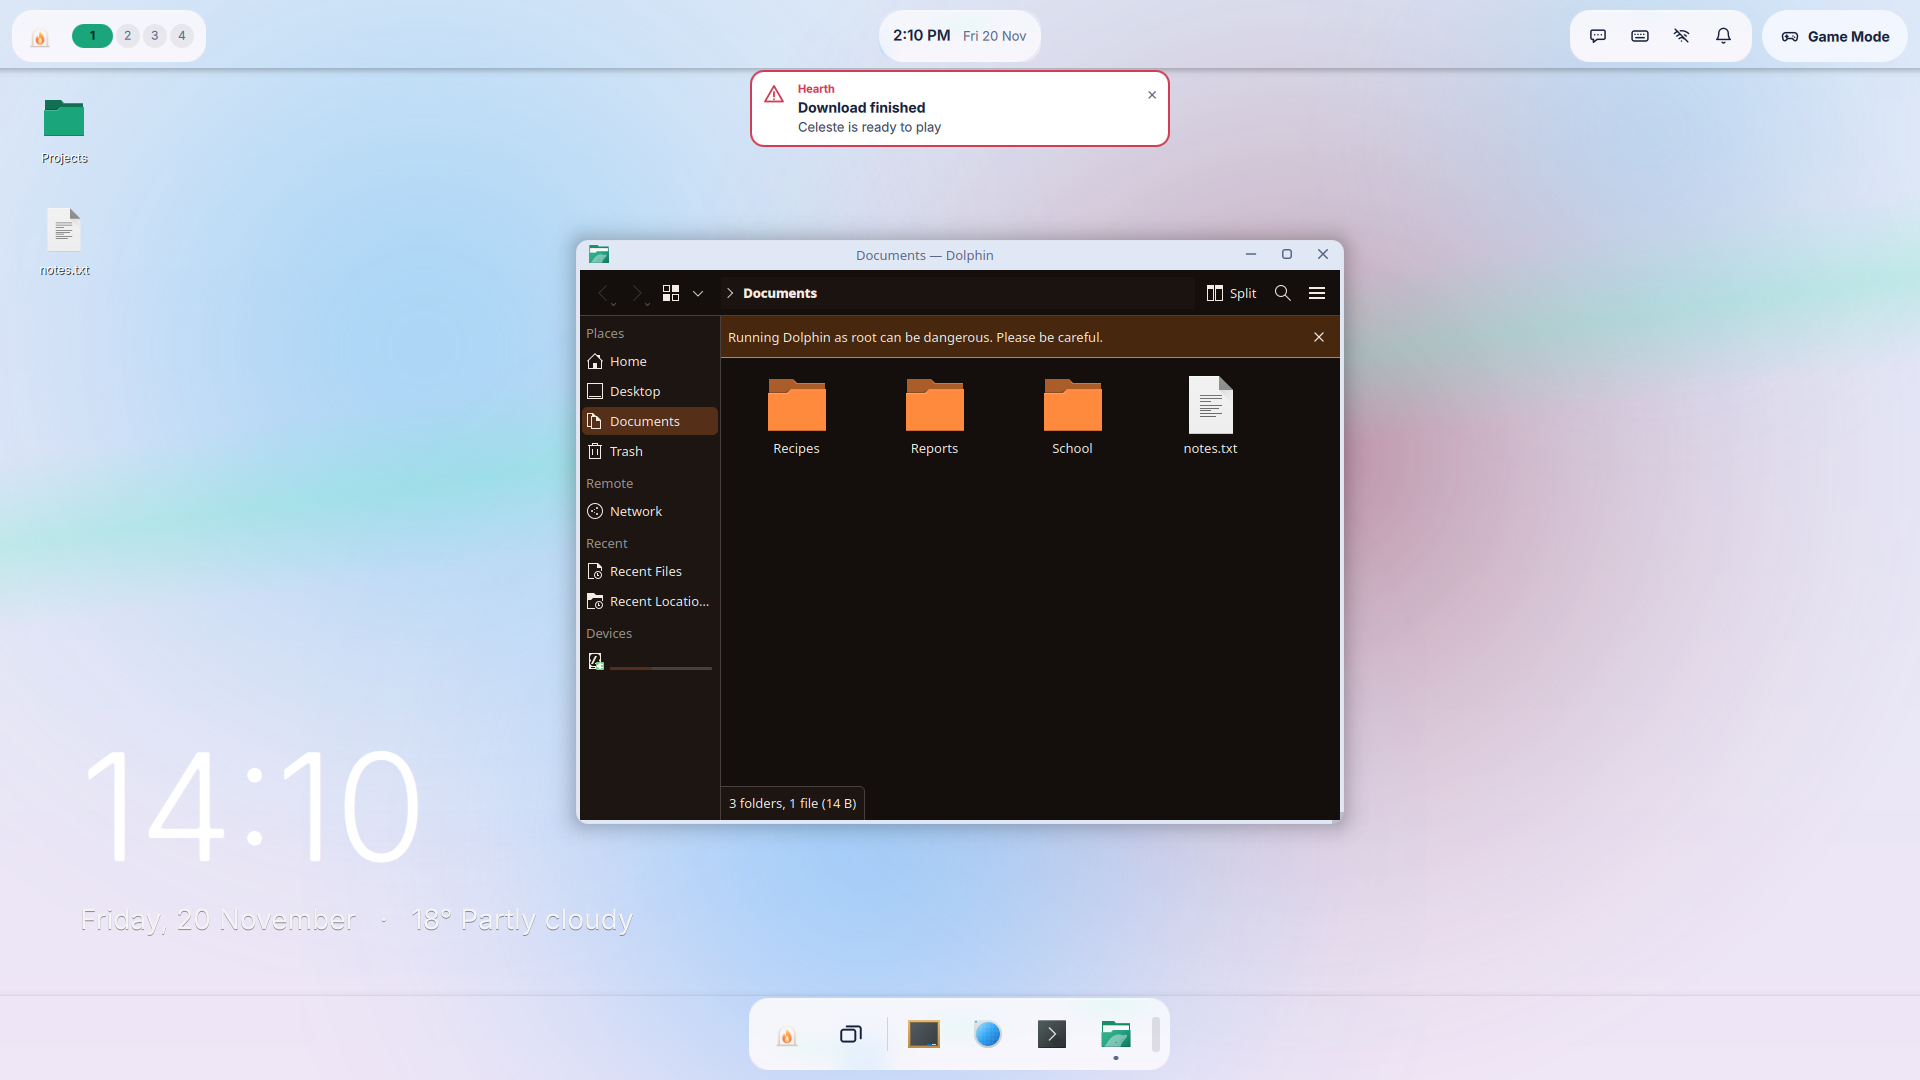 1 2 3 4
2:10 PM Fri 20 Nov
Game Mode
Hearth
Download finished
Celeste is ready to play
Projects
notes.txt
Documents — Dolphin
Documents
Split
Places
Home
Desktop
Documents
Trash
Remote
Network
Recent
Recent Files
Recent Locatio...
Devices
Running Dolphin as root can be dangerous. Please be careful.
Recipes
Reports
School
notes.txt
3 folders, 1 file (14 B)
14:10
Friday, 20 November · 18° Partly cloudy